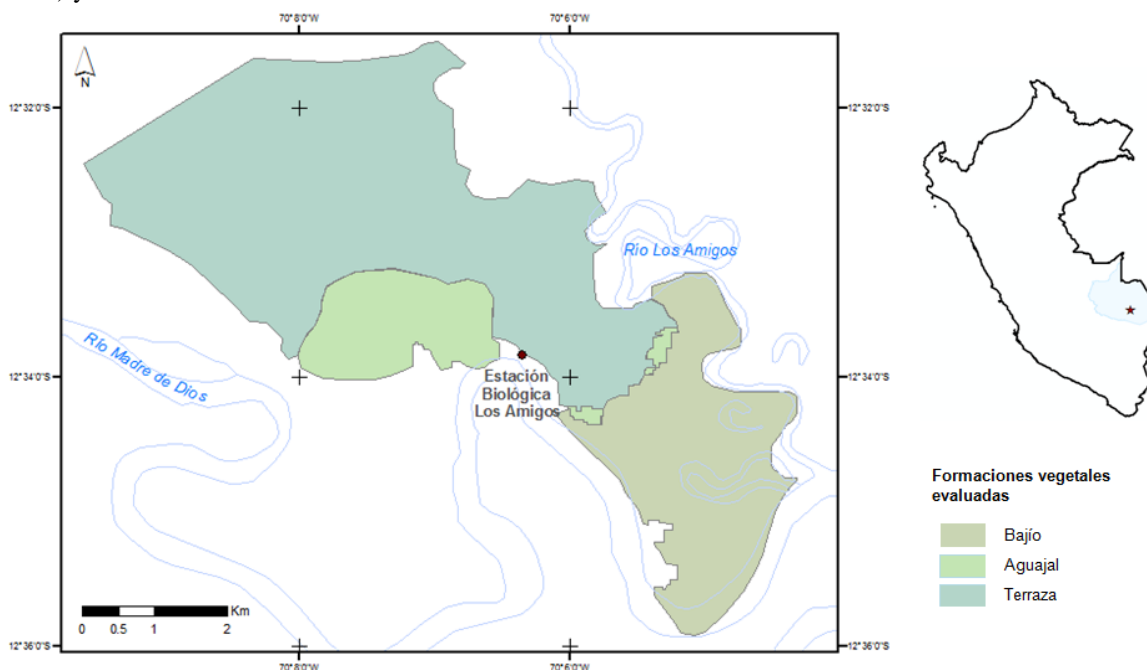 70°8'0"W 70°6'0"W
N
12°32'0"S 12°32'0"S
Río Los Amigos
Río Madre de Dios
12°34'0"S 12°34'0"S
Estación
Biológica
Los Amigos
Formaciones vegetales
evaluadas
Bajío
Aguajal
Terraza
Km
0 0.5 1 2
12°36'0"S 12°36'0"S
70°8'0"W 70°6'0"W